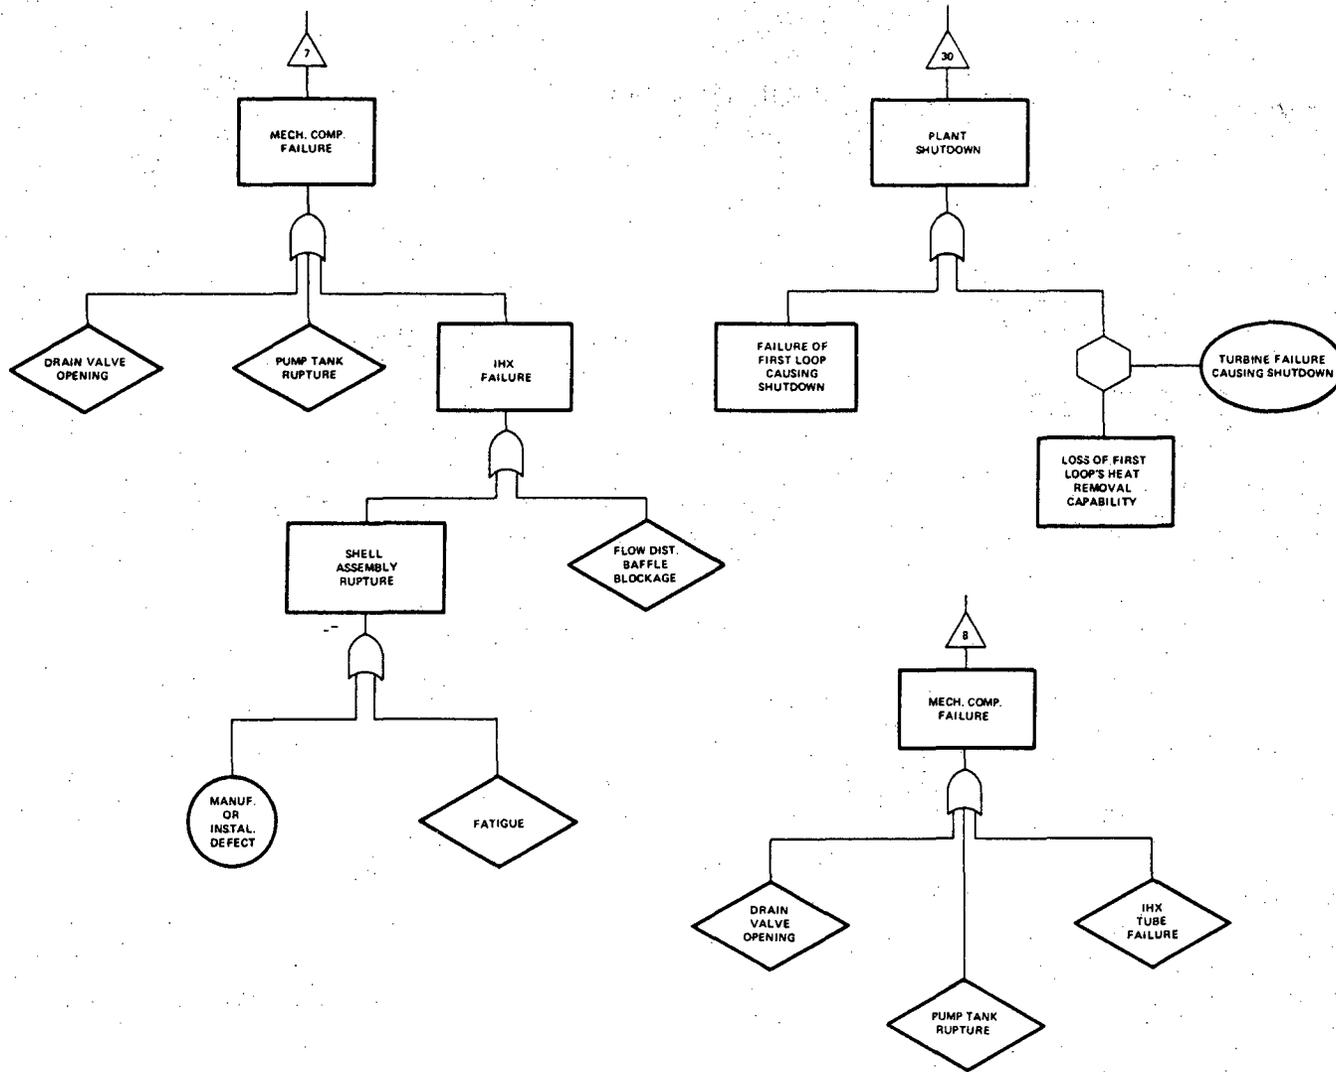 7
MECH. COMP.
FAILURE
DRAIN VALVE
OPENING
PUMP TANK
RUPTURE
IHX
FAILURE
SHELL
ASSEMBLY
RUPTURE
FLOW DIST.
BAFFLE
BLOCKAGE
MANUF.
OR
INSTAL.
DEFECT
FATIGUE
30
PLANT
SHUTDOWN
FAILURE OF
FIRST LOOP
CAUSING
SHUTDOWN
TURBINE FAILURE
CAUSING SHUTDOWN
LOSS OF FIRST
LOOP'S HEAT
REMOVAL
CAPABILITY
8
MECH. COMP.
FAILURE
DRAIN
VALVE
OPENING
PUMP TANK
RUPTURE
IHX
TUBE
FAILURE